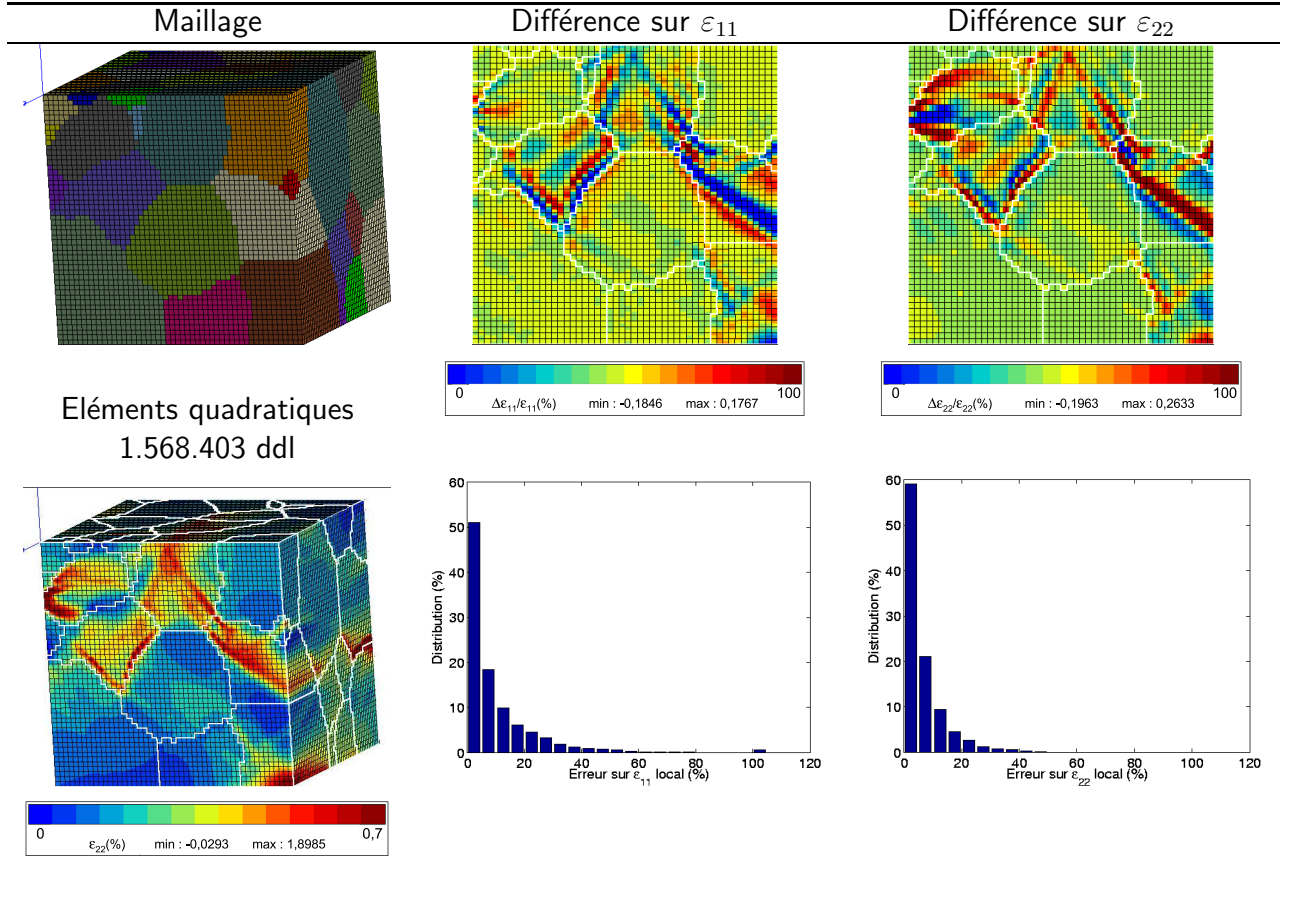 Maillage
Différence sur ε11
Différence sur ε22
0
100
Δε11/ε11(%) min : -0,1846 max : 0,1767
0
100
Δε22/ε22(%) min : -0,1963 max : 0,2633
Eléments quadratiques
1.568.403 ddl
0
0,7
ε22(%) min : -0,0293 max : 1,8985
60
50
40
30
20
10
0
Distribution (%)
0 20 40 60 80 100 120
Erreur sur ε11 local (%)
60
50
40
30
20
10
0
Distribution (%)
0 20 40 60 80 100 120
Erreur sur ε22 local (%)